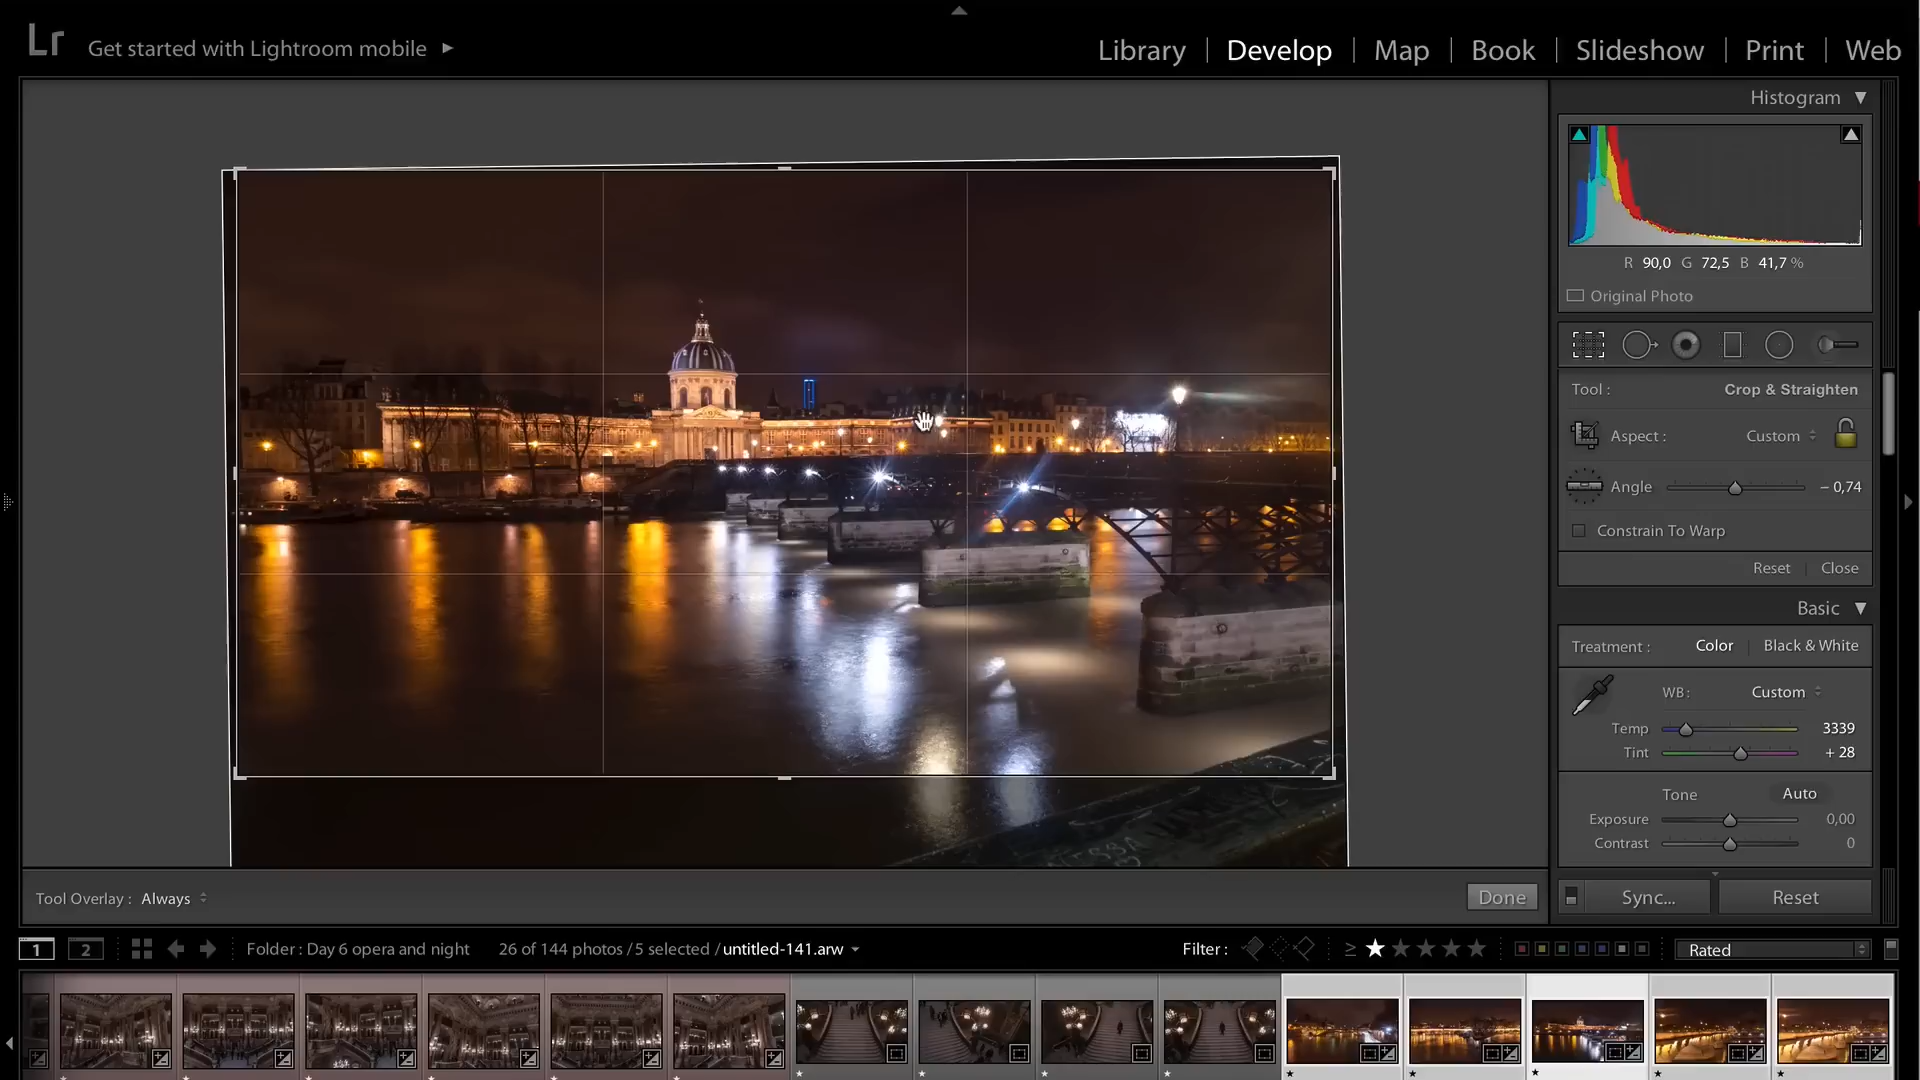 Lr Get started with Lightroom mobile
Library | Develop | Map | Book | Slideshow | Print | Web
Histogram
R 90,0 G 72,5 B 41,7 %
Original Photo
Tool : Crop & Straighten
Aspect : Custom
Angle – 0,74
Constrain To Warp
Reset Close
Basic
Treatment : Color Black & White
WB : Custom
Temp 3339
Tint + 28
Tone Auto
Exposure 0,00
Contrast 0
Tool Overlay : Always
Done
Sync...
Reset
1 2 Folder : Day 6 opera and night 26 of 144 photos / 5 selected / untitled-141.arw
Filter : ≥ Rated